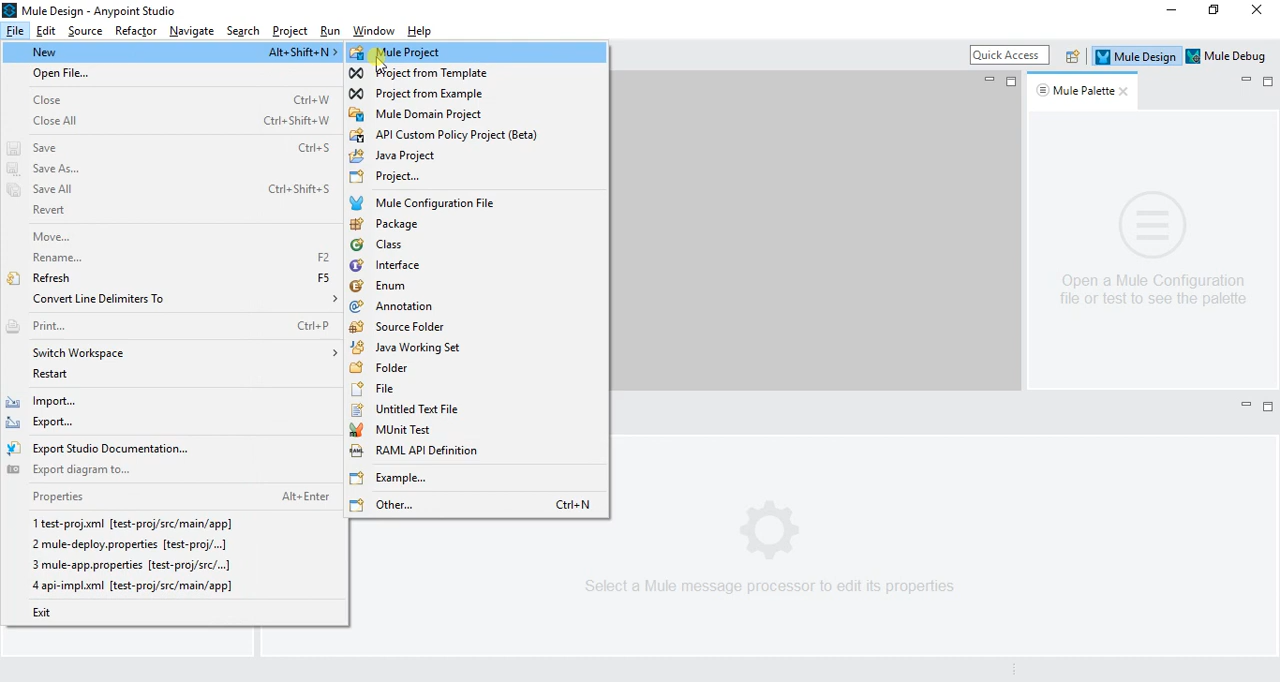 Mule Design - Anypoint Studio
File Edit Source Refactor Navigate Search Project Run Window Help
Quick Access Mule Design Mule Debug
New Alt+Shift+N >
Open File...
Close Ctrl+W
Close All Ctrl+Shift+W
Save Ctrl+S
Save As...
Save All Ctrl+Shift+S
Revert
Move...
Rename... F2
Refresh F5
Convert Line Delimiters To >
Print... Ctrl+P
Switch Workspace >
Restart
Import...
Export...
Export Studio Documentation...
Export diagram to...
Properties Alt+Enter
1 test-proj.xml [test-proj/src/main/app]
2 mule-deploy.properties [test-proj/...]
3 mule-app.properties [test-proj/src/...]
4 api-impl.xml [test-proj/src/main/app]
Exit
Mule Project
Project from Template
Project from Example
Mule Domain Project
API Custom Policy Project (Beta)
Java Project
Project...
Mule Configuration File
Package
Class
Interface
Enum
Annotation
Source Folder
Java Working Set
Folder
File
Untitled Text File
MUnit Test
RAML API Definition
Example...
Other... Ctrl+N
Mule Palette
Open a Mule Configuration
file or test to see the palette
Select a Mule message processor to edit its properties